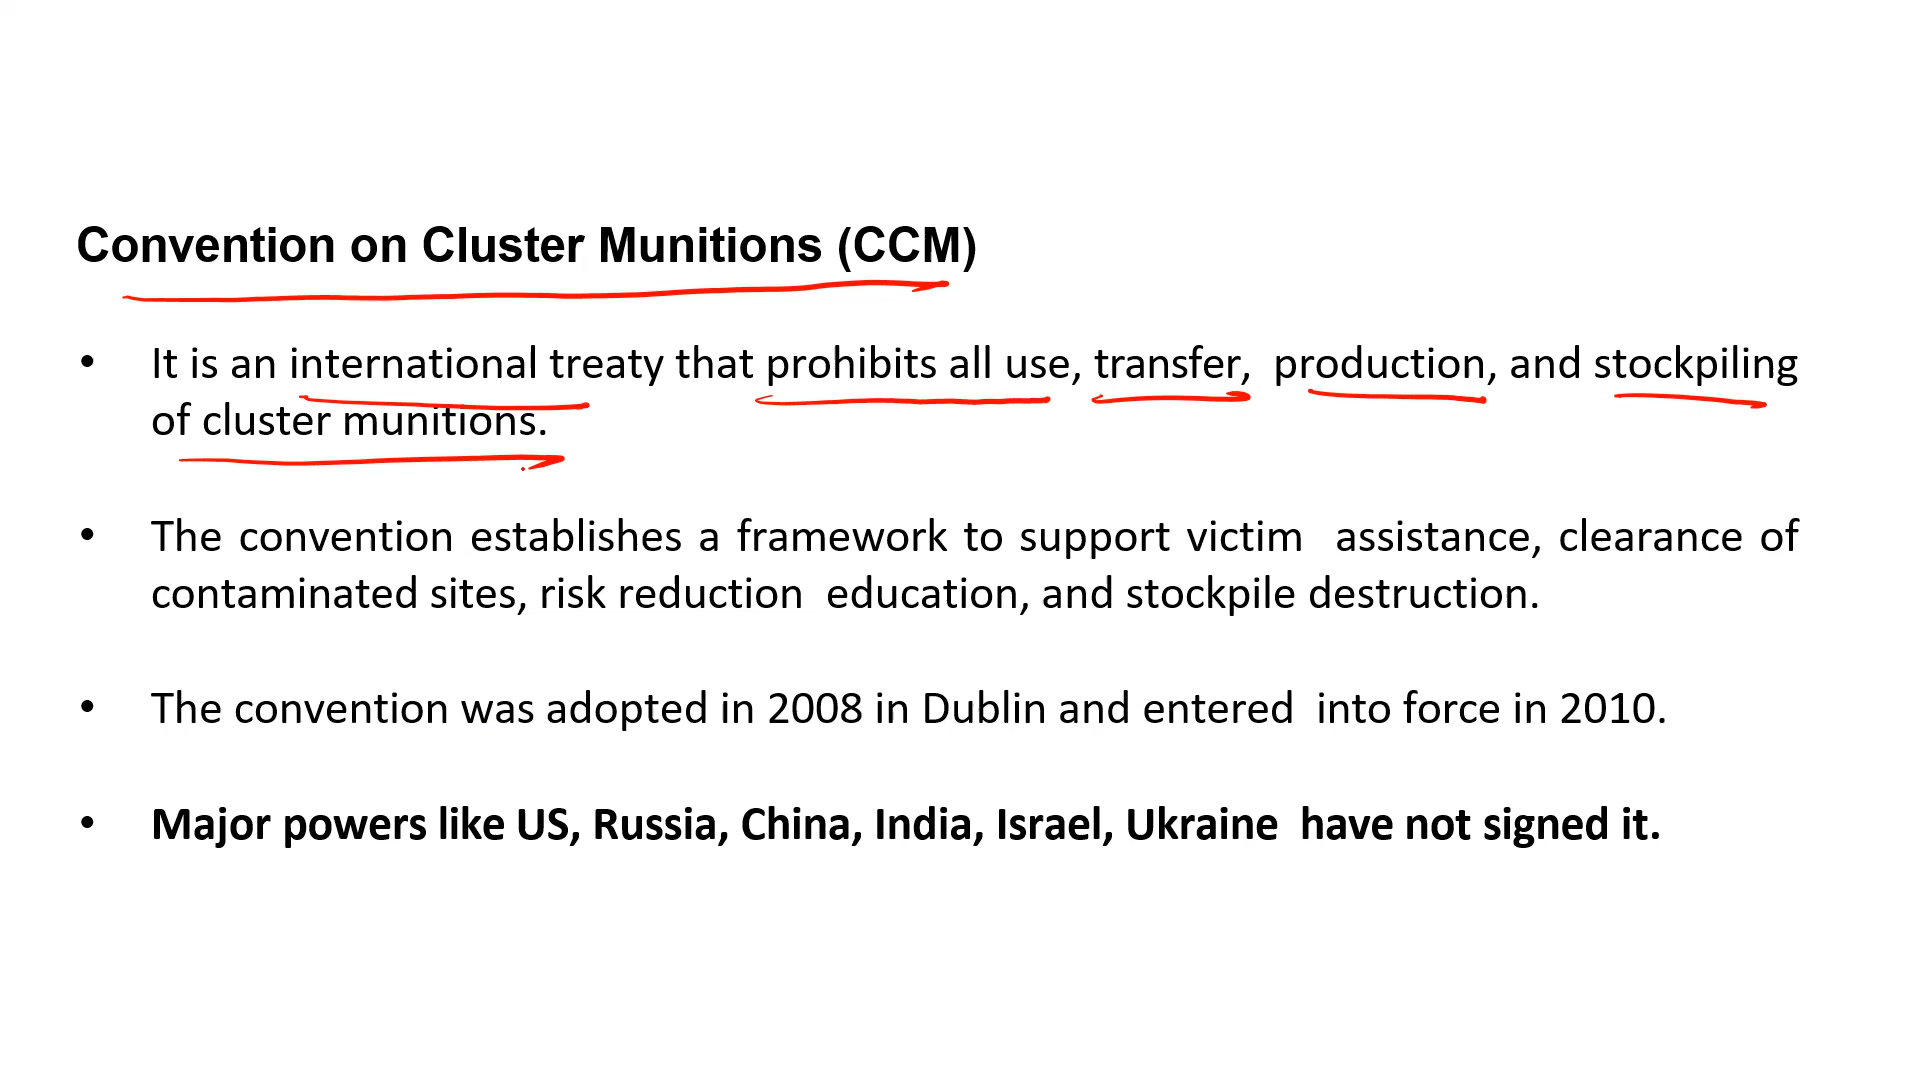 Convention on Cluster Munitions (CCM)
• It is an international treaty that prohibits all use, transfer, production, and stockpiling
of cluster munitions.
• The convention establishes a framework to support victim assistance, clearance of
contaminated sites, risk reduction education, and stockpile destruction.
• The convention was adopted in 2008 in Dublin and entered into force in 2010.
• Major powers like US, Russia, China, India, Israel, Ukraine have not signed it.